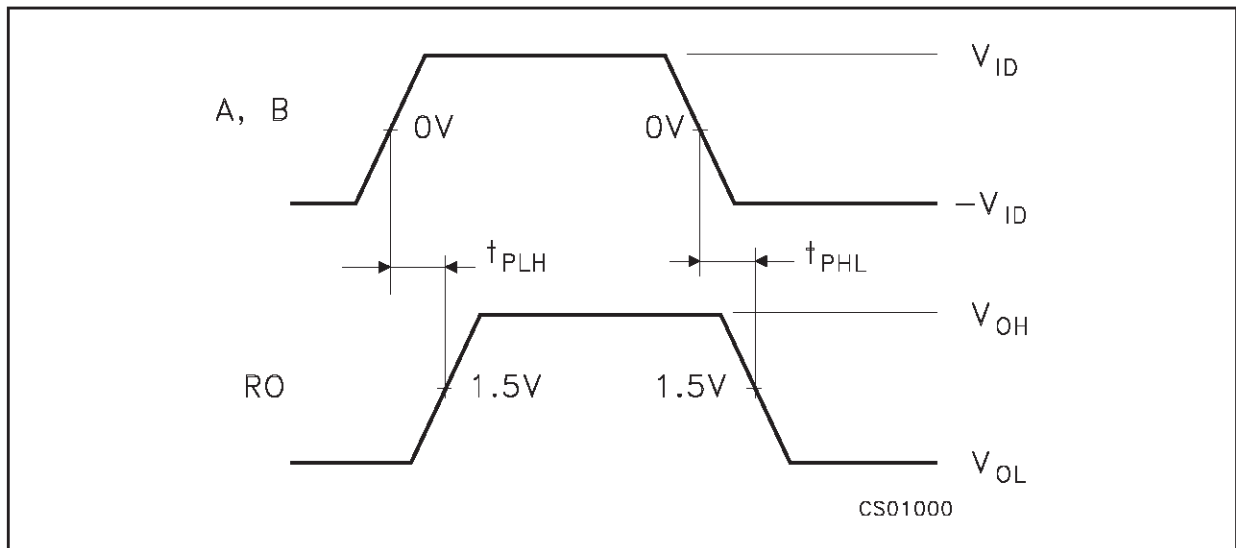 V_ID
A, B
0V 0V
-V_ID
t_PLH t_PHL
V_OH
RO 1.5V 1.5V
V_OL
CS01000